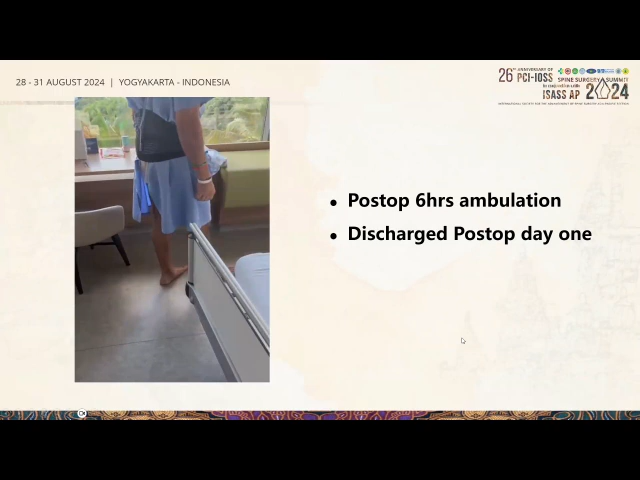 28 - 31 AUGUST 2024 | YOGYAKARTA - INDONESIA
26TH ANNIVERSARY OF
PCI-IOSS
SPINE SURGERY SUMMIT
ISASS AP 2024
● Postop 6hrs ambulation
● Discharged Postop day one